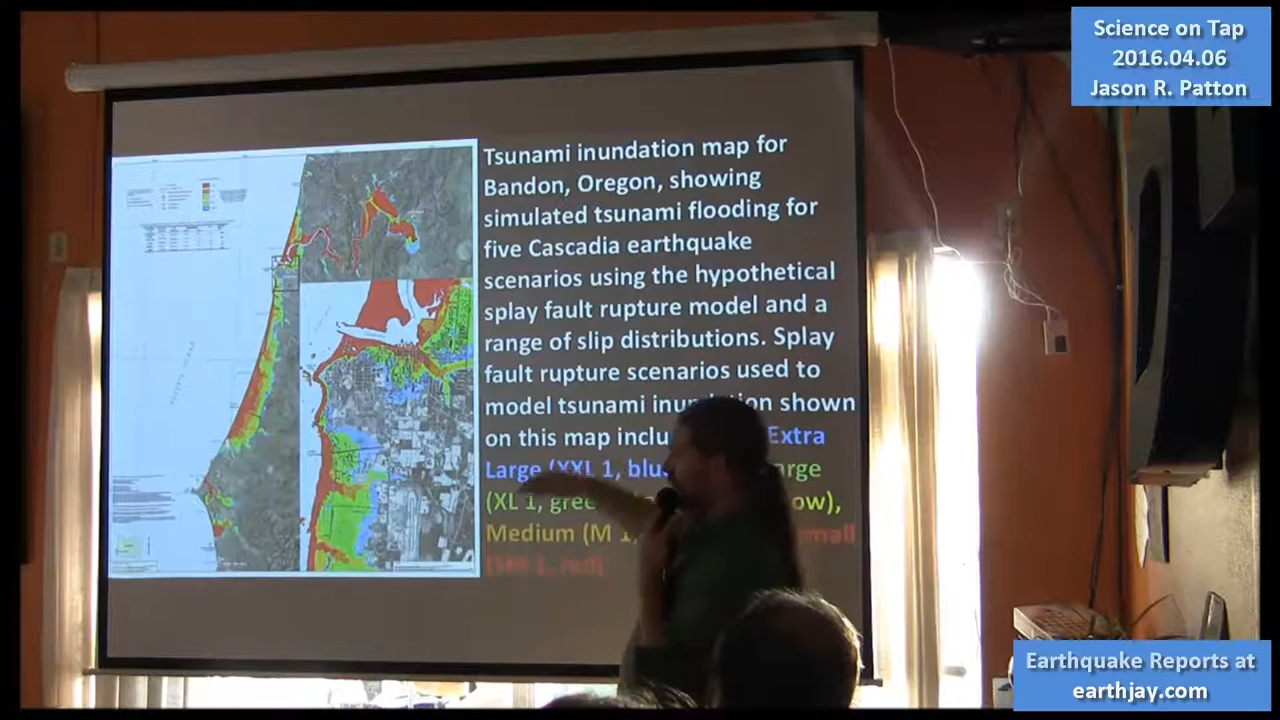 Science on Tap
2016.04.06
Jason R. Patton
Tsunami inundation map for
Bandon, Oregon, showing
simulated tsunami flooding for
five Cascadia earthquake
scenarios using the hypothetical
splay fault rupture model and a
range of slip distributions. Splay
fault rupture scenarios used to
model tsunami shown
on this map Extra
Large (XXL 1,
(XL 1,
Medium (M 1,
Earthquake Reports at
earthjay.com